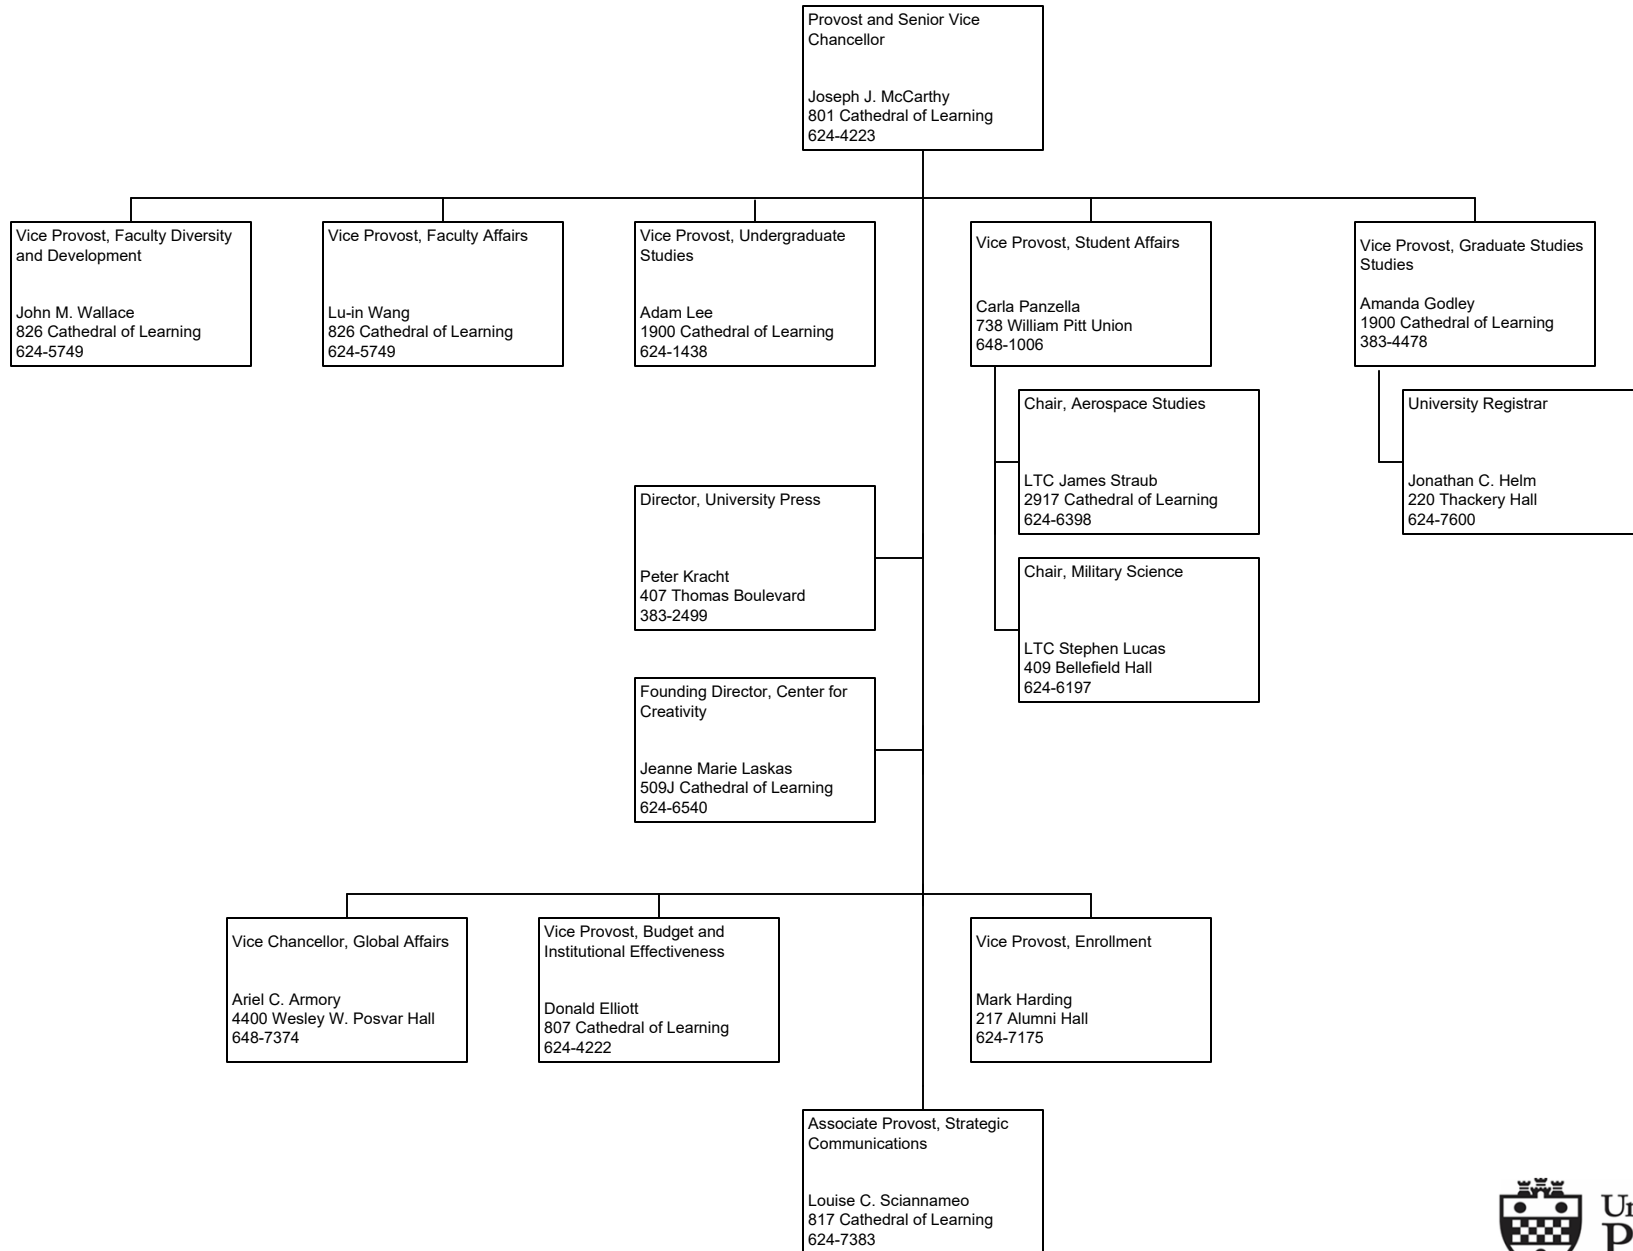 Provost and Senior Vice
Chancellor
Joseph J. McCarthy
801 Cathedral of Learning
624-4223
Vice Provost, Faculty Diversity
and Development
John M. Wallace
826 Cathedral of Learning
624-5749
Vice Provost, Faculty Affairs
Lu-in Wang
826 Cathedral of Learning
624-5749
Vice Provost, Undergraduate
Studies
Adam Lee
1900 Cathedral of Learning
624-1438
Vice Provost, Student Affairs
Carla Panzella
738 William Pitt Union
648-1006
Vice Provost, Graduate Studies
Studies
Amanda Godley
1900 Cathedral of Learning
383-4478
Chair, Aerospace Studies
LTC James Straub
2917 Cathedral of Learning
624-6398
University Registrar
Jonathan C. Helm
220 Thackery Hall
624-7600
Director, University Press
Peter Kracht
407 Thomas Boulevard
383-2499
Chair, Military Science
LTC Stephen Lucas
409 Bellefield Hall
624-6197
Founding Director, Center for
Creativity
Jeanne Marie Laskas
509J Cathedral of Learning
624-6540
Vice Chancellor, Global Affairs
Ariel C. Armory
4400 Wesley W. Posvar Hall
648-7374
Vice Provost, Budget and
Institutional Effectiveness
Donald Elliott
807 Cathedral of Learning
624-4222
Vice Provost, Enrollment
Mark Harding
217 Alumni Hall
624-7175
Associate Provost, Strategic
Communications
Louise C. Sciannameo
817 Cathedral of Learning
624-7383